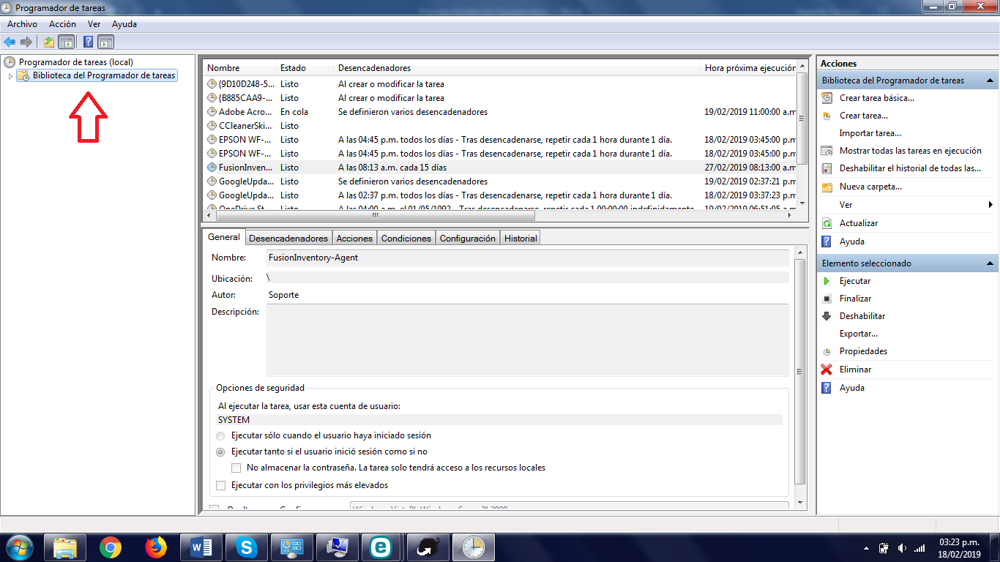 Programador de tareas
Archivo Acción Ver Ayuda
Programador de tareas (local)
Biblioteca del Programador de tareas
Nombre Estado Desencadenadores Hora próxima ejecución
{9D10D248-5... Listo Al crear o modificar la tarea
{B885CAA9-... Listo Al crear o modificar la tarea
Adobe Acro... En cola Se definieron varios desencadenadores 19/02/2019 11:00:00 a.m
CCleanerSki... Listo
EPSON WF-... Listo A las 04:45 p.m. todos los días - Tras desencadenarse, repetir cada 1 hora durante 1 día. 18/02/2019 03:45:00 p.m
EPSON WF-... Listo A las 04:45 p.m. todos los días - Tras desencadenarse, repetir cada 1 hora durante 1 día. 18/02/2019 03:45:00 p.m
FusionInven... Listo A las 08:13 a.m. cada 15 días 27/02/2019 08:13:00 a.m
GoogleUpda... Listo Se definieron varios desencadenadores 19/02/2019 02:37:21 p.m
GoogleUpda... Listo A las 02:37 p.m. todos los días - Tras desencadenarse, repetir cada 1 hora durante 1 día. 18/02/2019 03:37:23 p.m
OneDrive St... Listo A las 04:00 a.m. el 01/05/1992 - Tras desencadenarse, repetir cada 1.00:00:00 indefinidamente 19/02/2019 06:51:05 a.m
General Desencadenadores Acciones Condiciones Configuración Historial
Nombre: FusionInventory-Agent
Ubicación: \
Autor: Soporte
Descripción:
Opciones de seguridad
Al ejecutar la tarea, usar esta cuenta de usuario:
SYSTEM
Ejecutar sólo cuando el usuario haya iniciado sesión
Ejecutar tanto si el usuario inició sesión como si no
No almacenar la contraseña. La tarea solo tendrá acceso a los recursos locales
Ejecutar con los privilegios más elevados
Acciones
Biblioteca del Programador de tareas
Crear tarea básica...
Crear tarea...
Importar tarea...
Mostrar todas las tareas en ejecución
Deshabilitar el historial de todas las...
Nueva carpeta...
Ver
Actualizar
Ayuda
Elemento seleccionado
Ejecutar
Finalizar
Deshabilitar
Exportar...
Propiedades
Eliminar
Ayuda
03:23 p.m.
18/02/2019